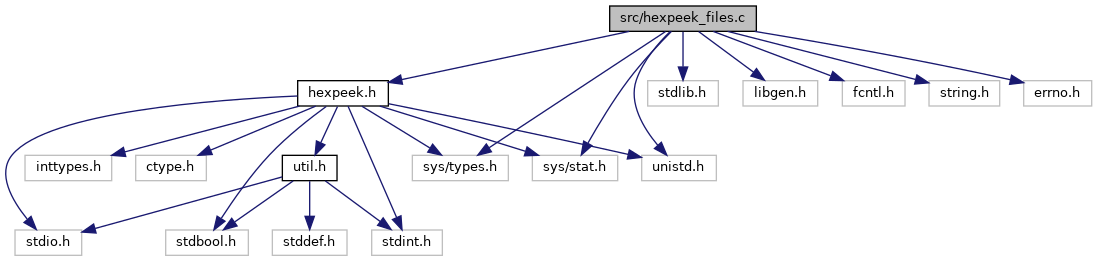 src/hexpeek_files.c
hexpeek.h
stdlib.h
libgen.h
fcntl.h
string.h
errno.h
inttypes.h
ctype.h
util.h
sys/types.h
sys/stat.h
unistd.h
stdio.h
stdbool.h
stddef.h
stdint.h